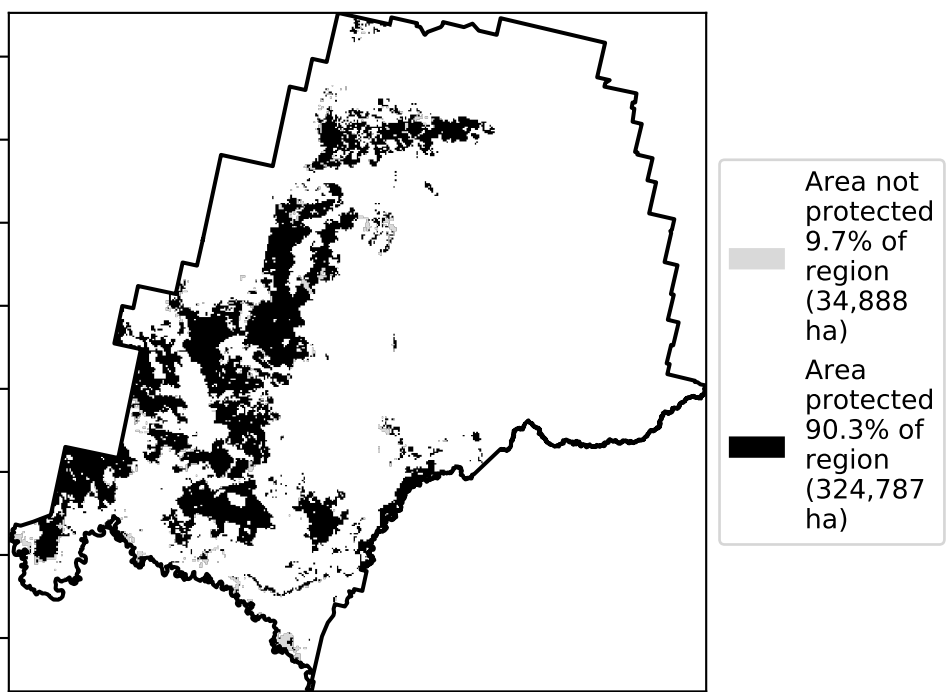 Area not
protected
9.7% of
region
(34,888
ha)
Area
protected
90.3% of
region
(324,787
ha)